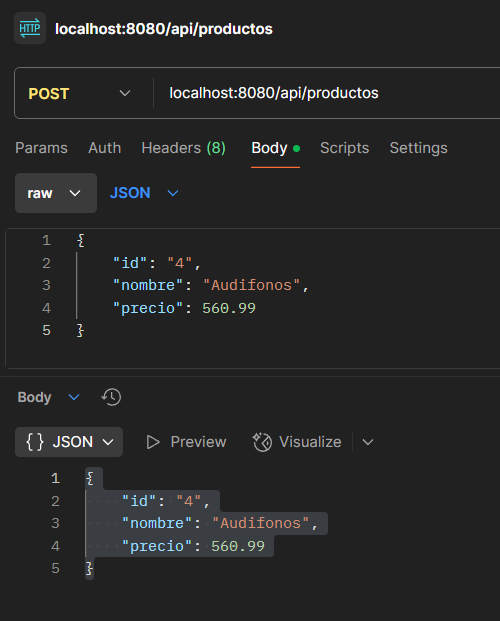 HTTP localhost:8080/api/productos
POST localhost:8080/api/productos
Params Auth Headers (8) Body Scripts Settings
raw JSON
1 {
2 "id": "4",
3 "nombre": "Audifonos",
4 "precio": 560.99
5 }
Body
{} JSON Preview Visualize
1 {
2 "id": "4",
3 "nombre": "Audifonos",
4 "precio": 560.99
5 }